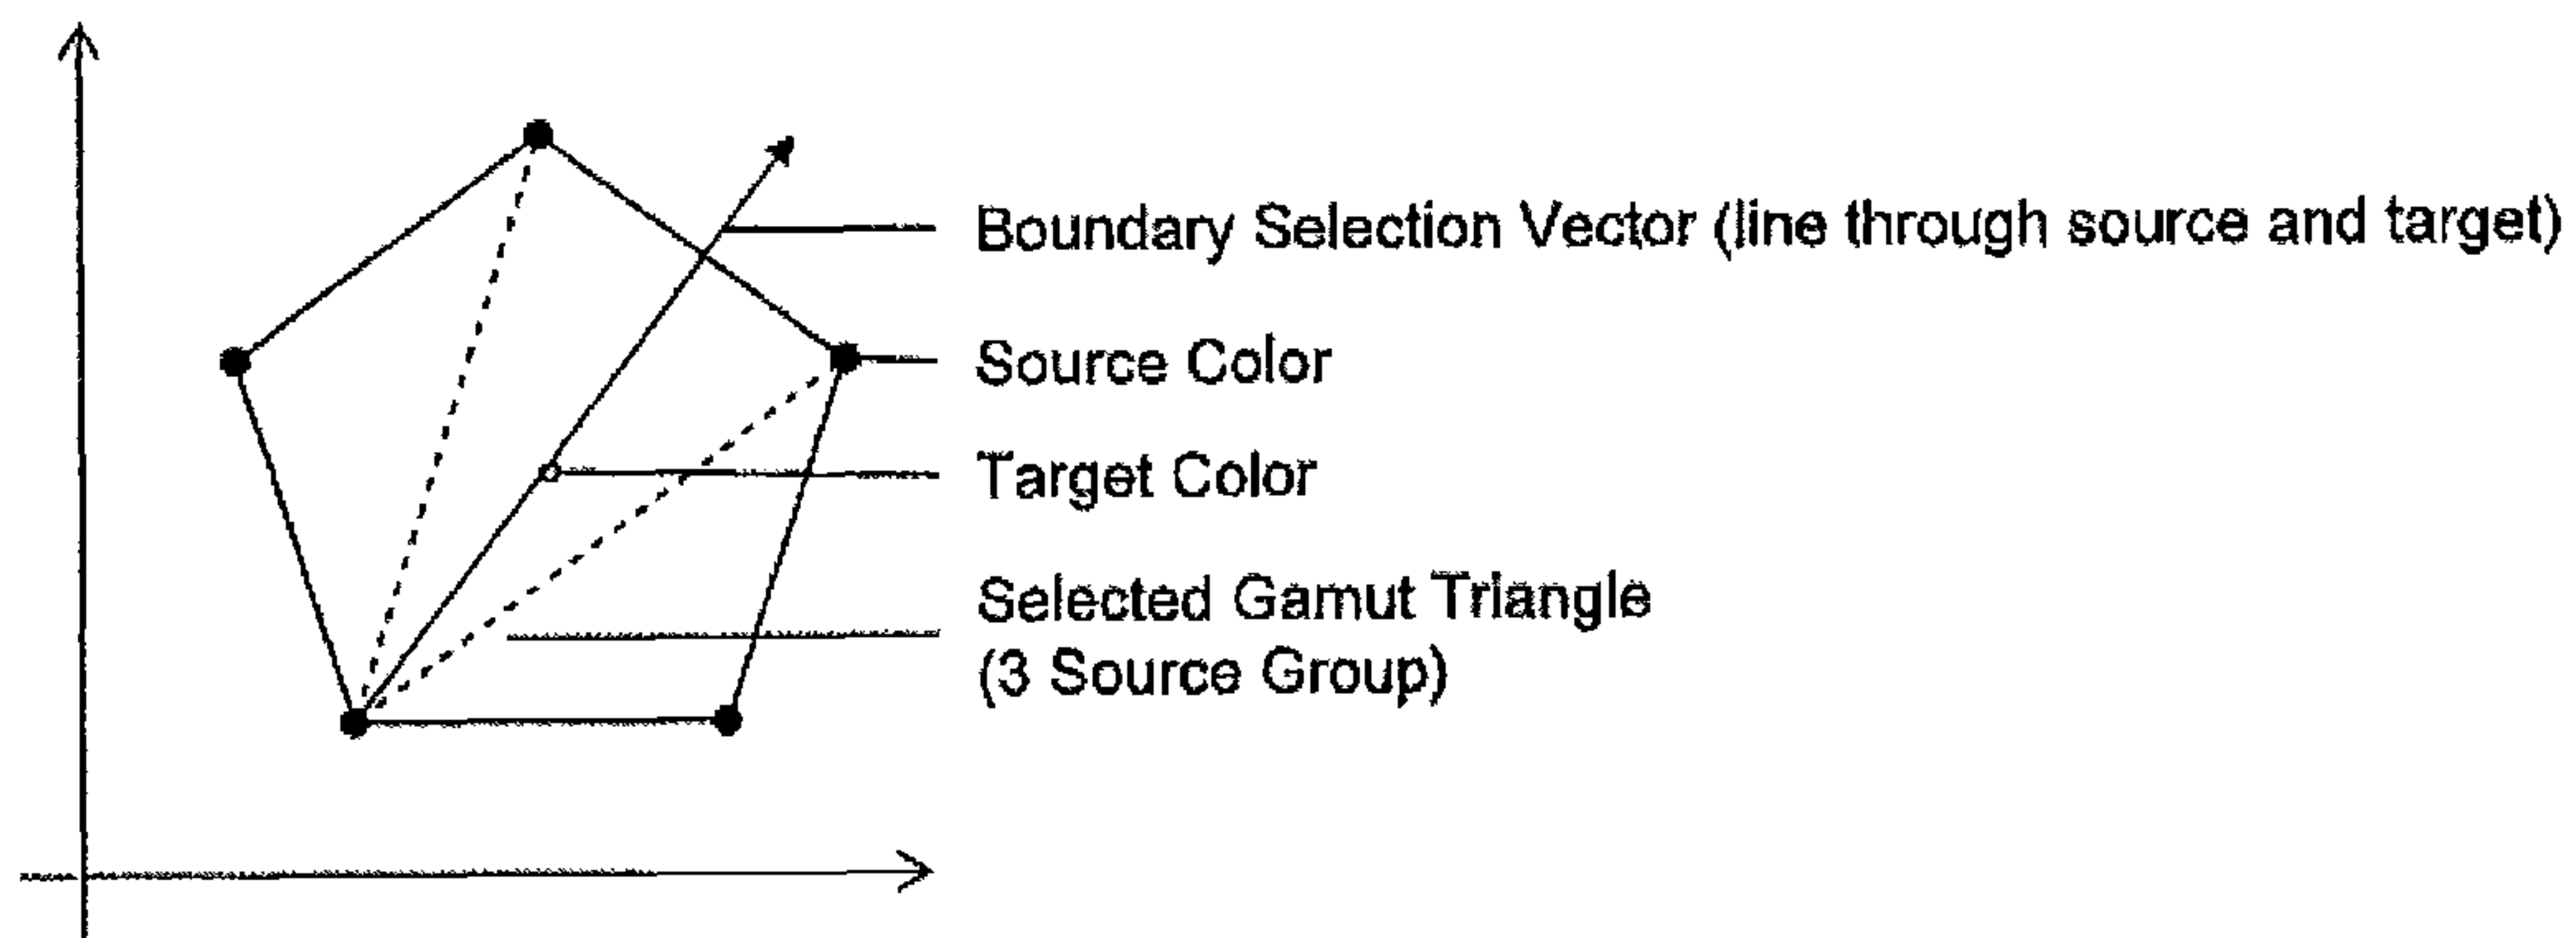 Boundary Selection Vector (line through source and target)
Source Color
Target Color
Selected Gamut Triangle
(3 Source Group)